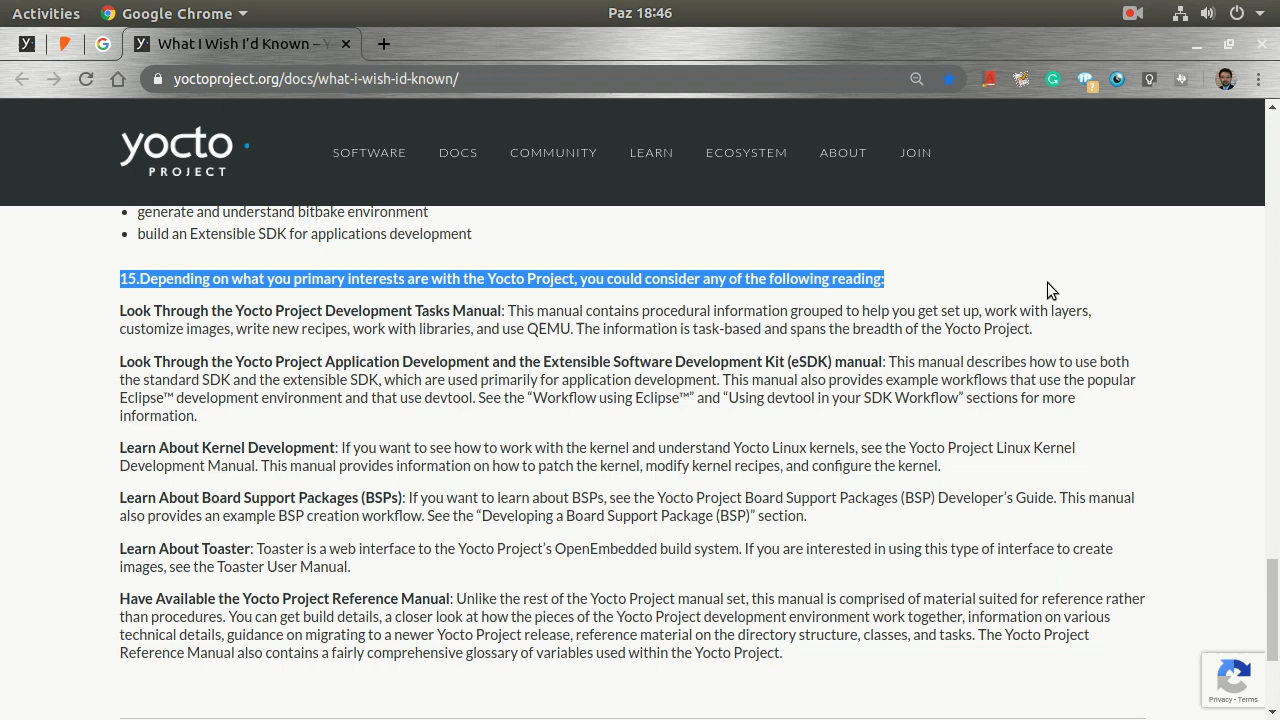 Activities Google Chrome Paz 18:46
What I Wish I'd Known – Y
yoctoproject.org/docs/what-i-wish-id-known/
yocto PROJECT
SOFTWARE DOCS COMMUNITY LEARN ECOSYSTEM ABOUT JOIN
• generate and understand bitbake environment
• build an Extensible SDK for applications development
15.Depending on what you primary interests are with the Yocto Project, you could consider any of the following reading:
Look Through the Yocto Project Development Tasks Manual: This manual contains procedural information grouped to help you get set up, work with layers,
customize images, write new recipes, work with libraries, and use QEMU. The information is task-based and spans the breadth of the Yocto Project.
Look Through the Yocto Project Application Development and the Extensible Software Development Kit (eSDK) manual: This manual describes how to use both
the standard SDK and the extensible SDK, which are used primarily for application development. This manual also provides example workflows that use the popular
Eclipse™ development environment and that use devtool. See the “Workflow using Eclipse™” and “Using devtool in your SDK Workflow” sections for more
information.
Learn About Kernel Development: If you want to see how to work with the kernel and understand Yocto Linux kernels, see the Yocto Project Linux Kernel
Development Manual. This manual provides information on how to patch the kernel, modify kernel recipes, and configure the kernel.
Learn About Board Support Packages (BSPs): If you want to learn about BSPs, see the Yocto Project Board Support Packages (BSP) Developer’s Guide. This manual
also provides an example BSP creation workflow. See the “Developing a Board Support Package (BSP)” section.
Learn About Toaster: Toaster is a web interface to the Yocto Project’s OpenEmbedded build system. If you are interested in using this type of interface to create
images, see the Toaster User Manual.
Have Available the Yocto Project Reference Manual: Unlike the rest of the Yocto Project manual set, this manual is comprised of material suited for reference rather
than procedures. You can get build details, a closer look at how the pieces of the Yocto Project development environment work together, information on various
technical details, guidance on migrating to a newer Yocto Project release, reference material on the directory structure, classes, and tasks. The Yocto Project
Reference Manual also contains a fairly comprehensive glossary of variables used within the Yocto Project.
Privacy - Terms